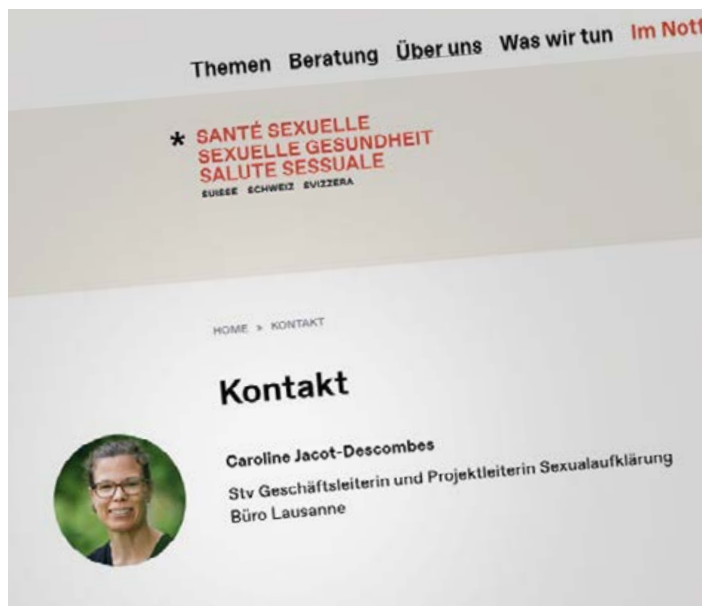 Themen Beratung Über uns Was wir tun Im Notf
* SANTÉ SEXUELLE
SEXUELLE GESUNDHEIT
SALUTE SESSUALE
SUISSE SCHWEIZ SVIZZERA
HOME > KONTAKT
Kontakt
Caroline Jacot-Descombes
Stv Geschäftsleiterin und Projektleiterin Sexualaufklärung
Büro Lausanne